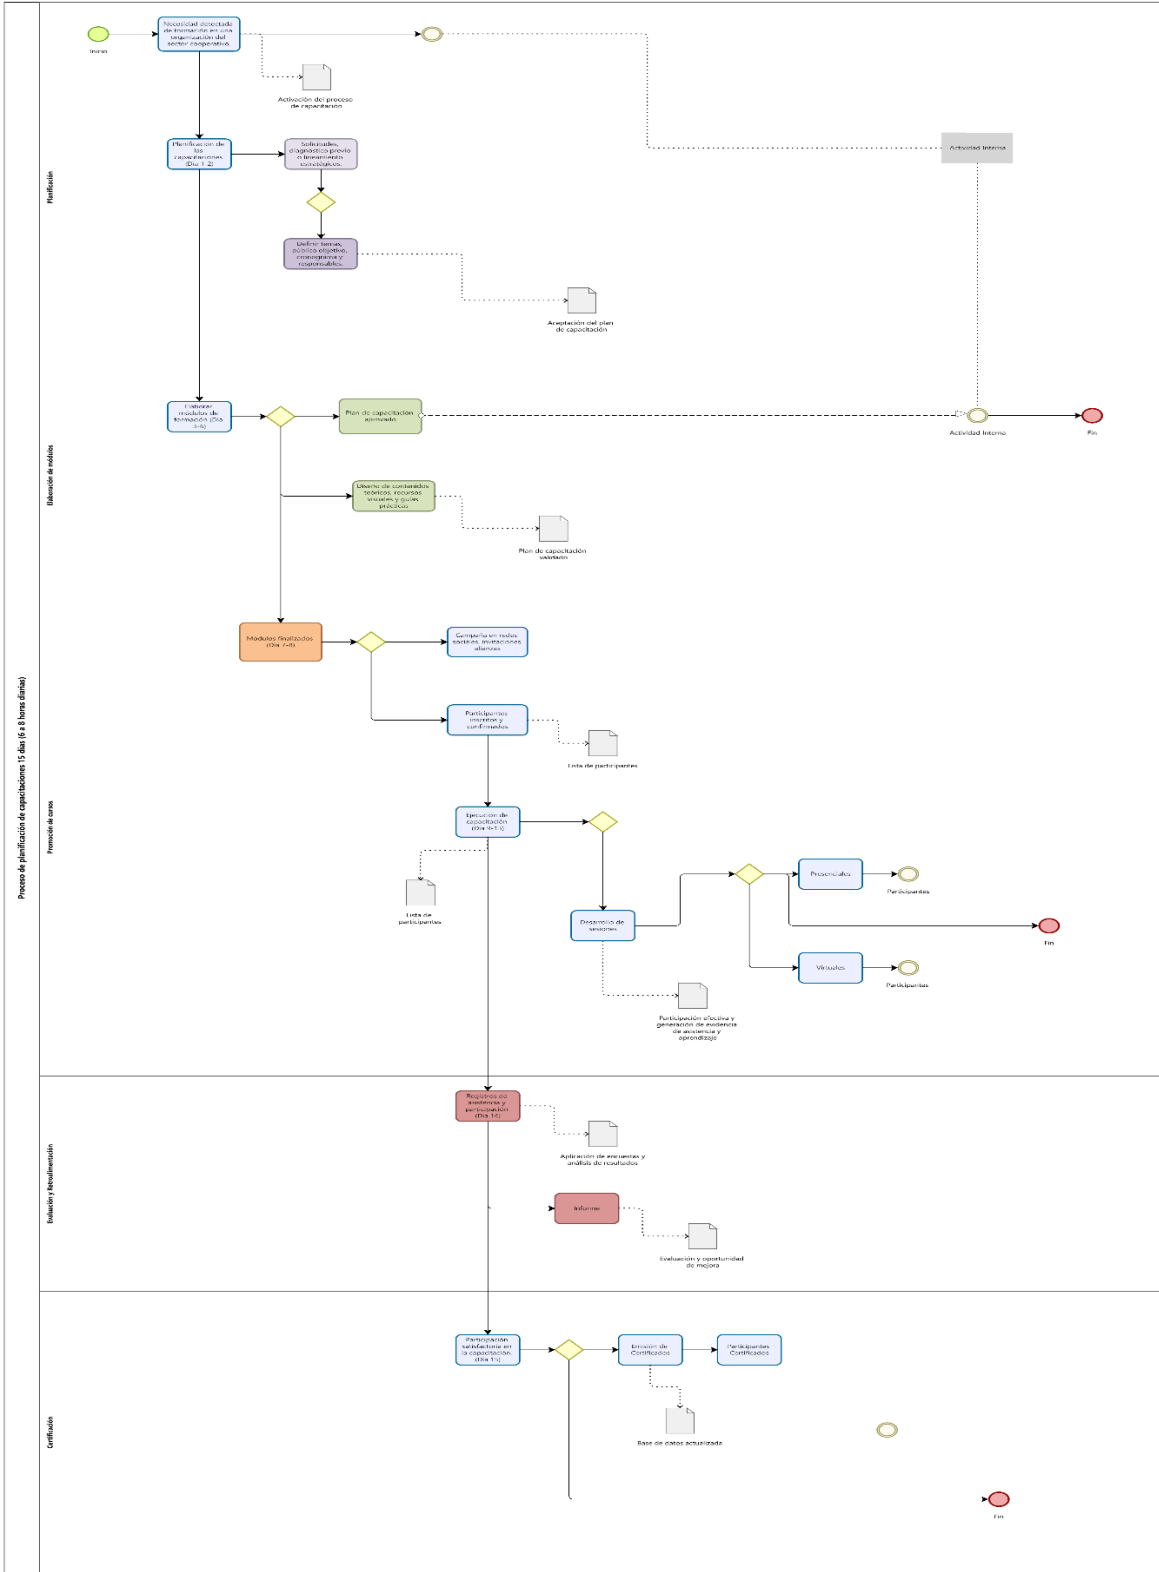 Proceso de planificación de capacitaciones 15 días (6 a 8 horas diarias)
Planificación
Inicio
Necesidad detectada
de formación en una
organización del
sector cooperativo.
Activación del proceso
de capacitación
Planificación de
las
capacitaciones
(Día 1-2)
Solicitudes,
diagnóstico previo
o lineamiento
estratégicos.
Actividad Interna
Definir temas,
público objetivo,
cronograma y
responsables.
Aceptación del plan
de capacitación
Elaboración de módulos
Elaborar
módulos de
formación (Día
3-6)
Plan de capacitación
aprobado
Actividad Interna
Fin
Diseño de contenidos
teóricos, recursos
visuales y guías
prácticas
Plan de capacitación
validado
Promoción de cursos
Módulos finalizados
(Día 7-8)
Campaña en redes
sociales, invitaciones,
alianzas
Participantes
inscritos y
confirmados
Lista de participantes
Ejecución de
capacitación
(Día 9-13)
Lista de
participantes
Desarrollo de
sesiones
Presenciales
Participantes
Fin
Virtuales
Participantes
Participación efectiva y
generación de evidencia
de asistencia y
aprendizaje
Evaluación y Retroalimentación
Registros de
asistencia y
participación
(Día 14)
Aplicación de encuestas y
análisis de resultados
Informe
Evaluación y oportunidad
de mejora
Certificación
Participación
satisfactoria en
la capacitación.
(Día 15)
Emisión de
Certificados
Participantes
Certificados
Base de datos actualizada
Fin